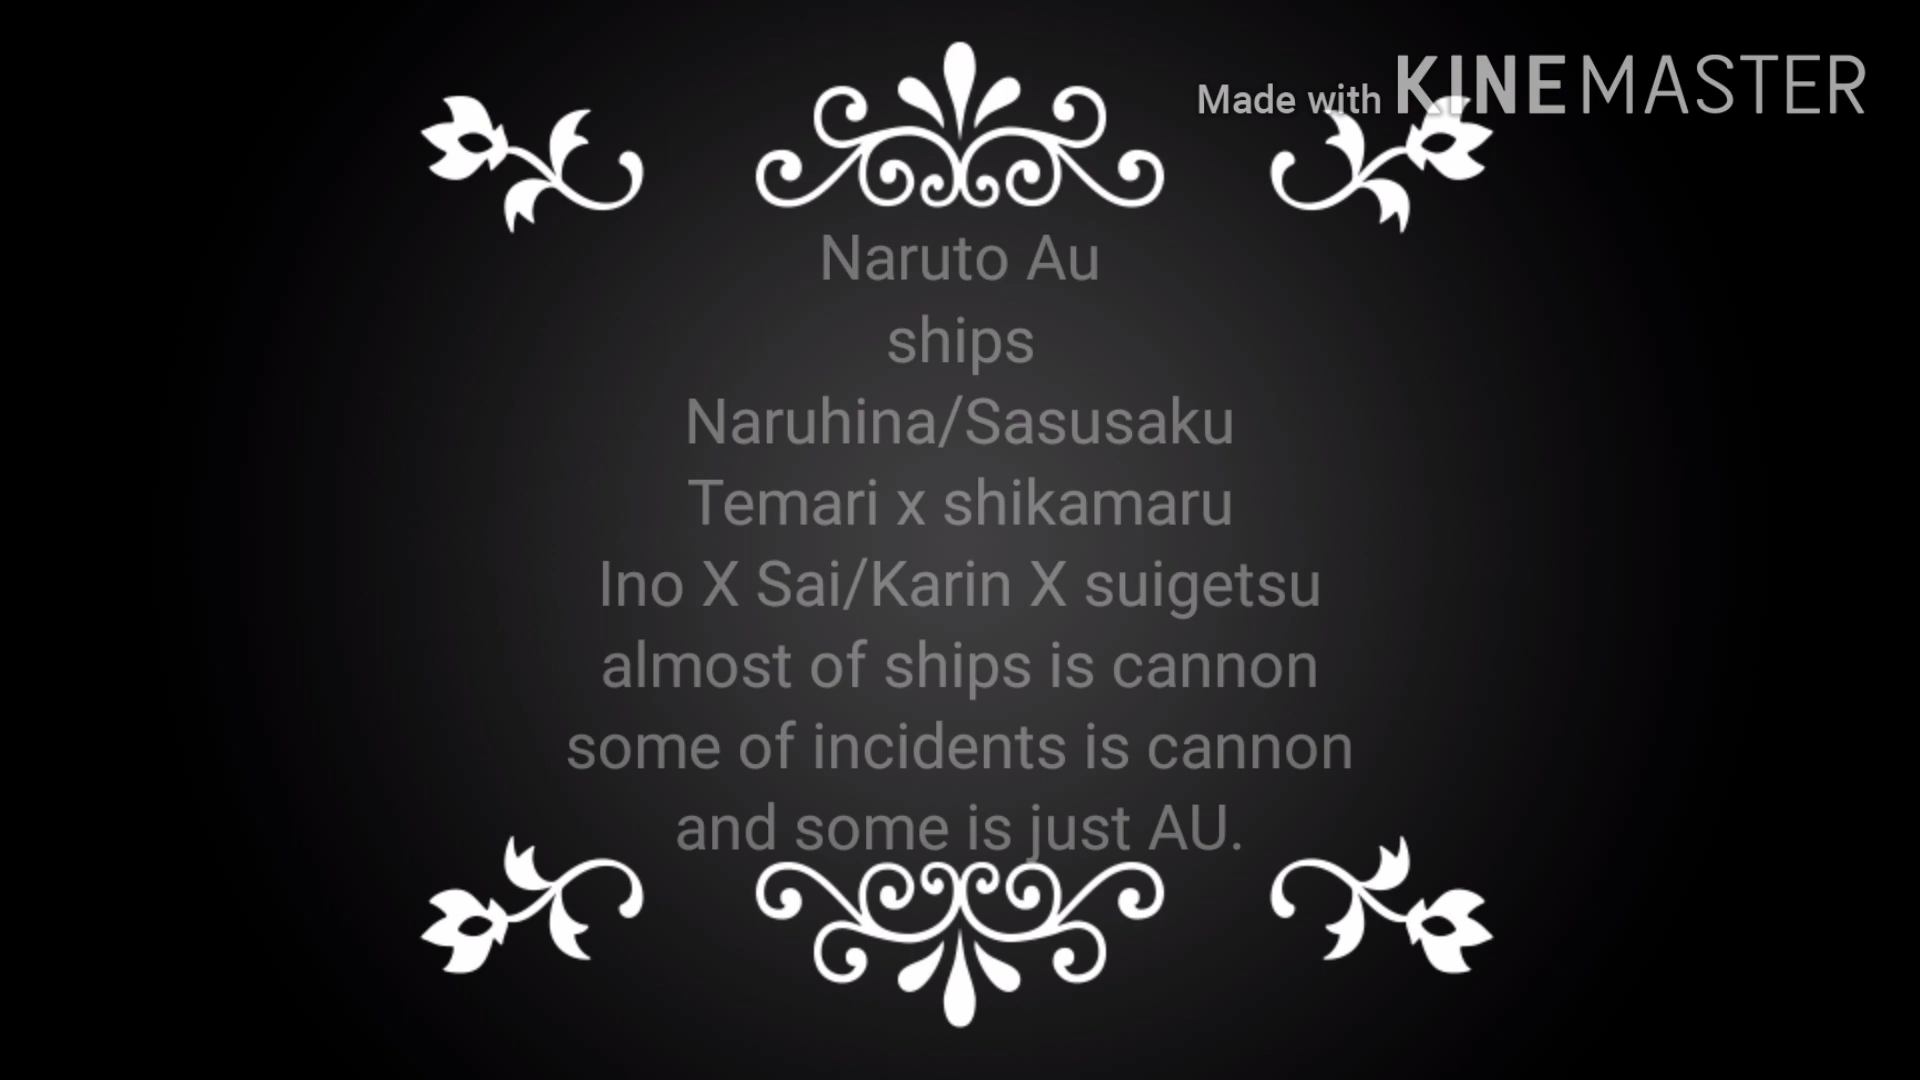 Made with KINEMASTER
Naruto Au
ships
Naruhina/Sasusaku
Temari x shikamaru
Ino X Sai/Karin X suigetsu
almost of ships is cannon
some of incidents is cannon
and some is just AU.